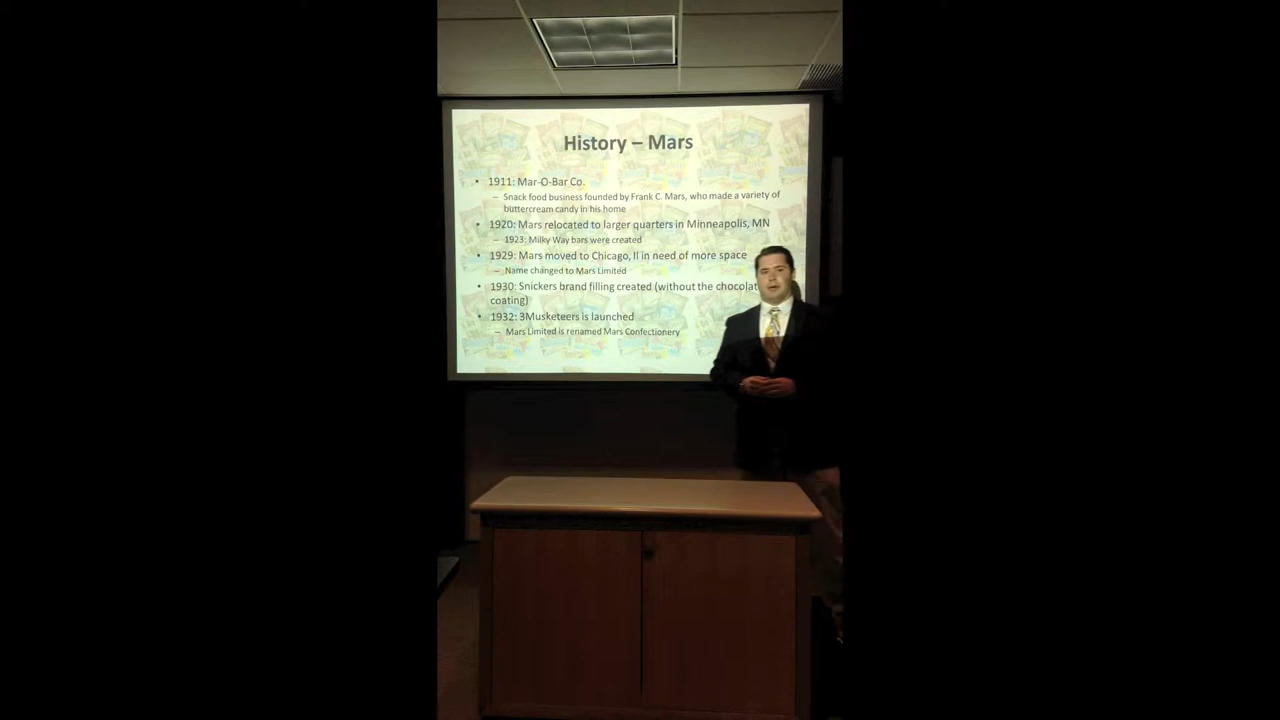 History – Mars
• 1911: Mar-O-Bar Co.
– Snack food business founded by Frank C. Mars, who made a variety of
buttercream candy in his home
• 1920: Mars relocated to larger quarters in Minneapolis, MN
– 1923: Milky Way bars were created
• 1929: Mars moved to Chicago, Il in need of more space
– Name changed to Mars Limited
• 1930: Snickers brand filling created (without the chocolat
coating)
• 1932: 3Musketeers is launched
– Mars Limited is renamed Mars Confectionery